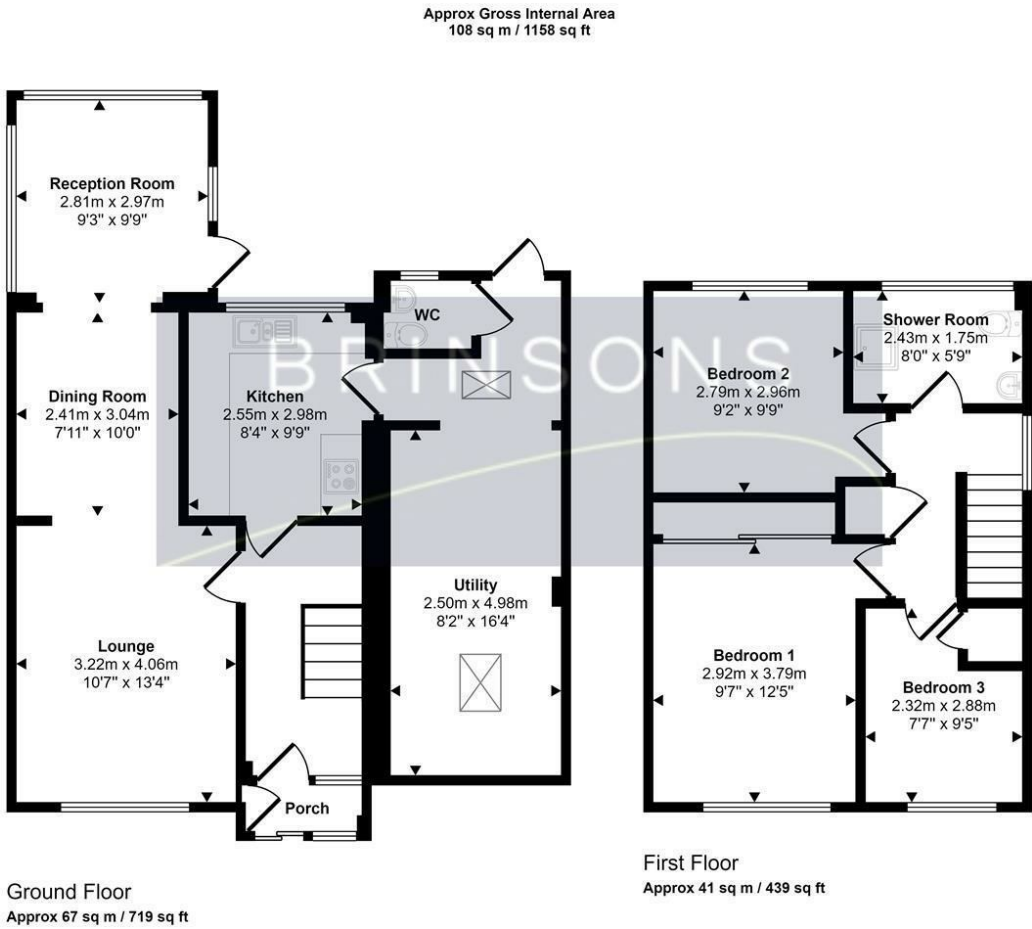 Approx Gross Internal Area
108 sq m / 1158 sq ft
Reception Room
2.81m x 2.97m
9'3" x 9'9"
WC
Dining Room
2.41m x 3.04m
7'11" x 10'0"
Kitchen
2.55m x 2.98m
8'4" x 9'9"
BRINSONS
Utility
2.50m x 4.98m
8'2" x 16'4"
Lounge
3.22m x 4.06m
10'7" x 13'4"
Porch
Ground Floor
Approx 67 sq m / 719 sq ft
Shower Room
2.43m x 1.75m
8'0" x 5'9"
Bedroom 2
2.79m x 2.96m
9'2" x 9'9"
Bedroom 1
2.92m x 3.79m
9'7" x 12'5"
Bedroom 3
2.32m x 2.88m
7'7" x 9'5"
First Floor
Approx 41 sq m / 439 sq ft